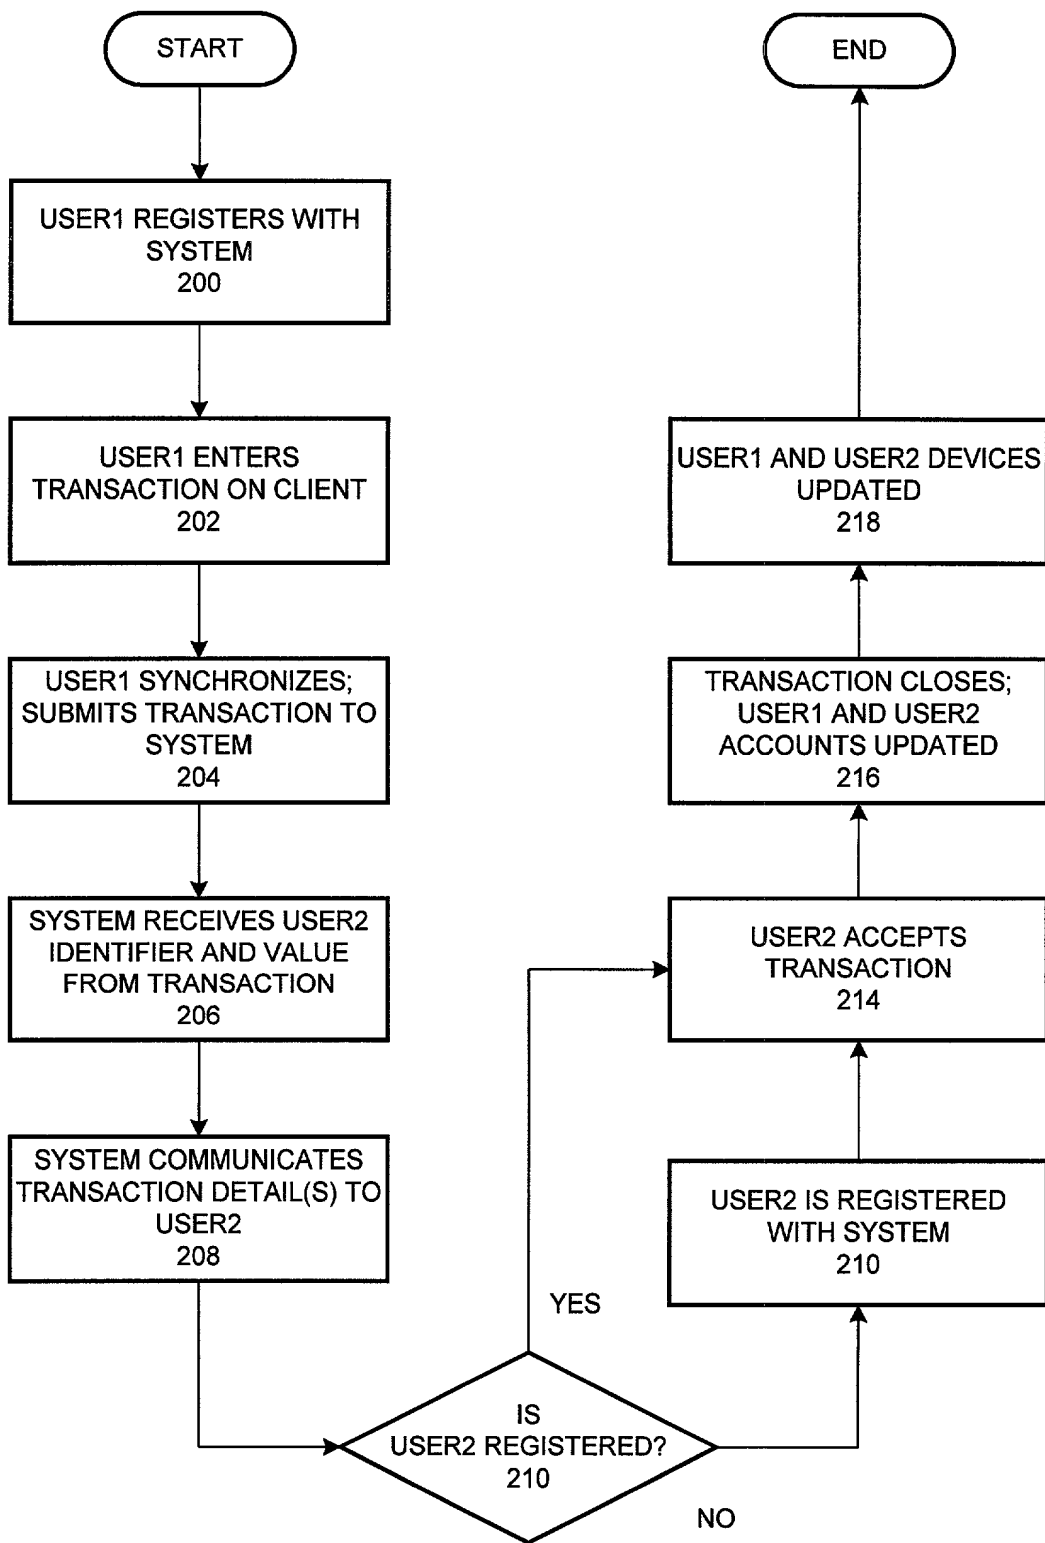 START
USER1 REGISTERS WITH
SYSTEM
200
USER1 ENTERS
TRANSACTION ON CLIENT
202
USER1 SYNCHRONIZES;
SUBMITS TRANSACTION TO
SYSTEM
204
SYSTEM RECEIVES USER2
IDENTIFIER AND VALUE
FROM TRANSACTION
206
SYSTEM COMMUNICATES
TRANSACTION DETAIL(S) TO
USER2
208
IS
USER2 REGISTERED?
210
YES
NO
USER2 IS REGISTERED
WITH SYSTEM
210
USER2 ACCEPTS
TRANSACTION
214
TRANSACTION CLOSES;
USER1 AND USER2
ACCOUNTS UPDATED
216
USER1 AND USER2 DEVICES
UPDATED
218
END